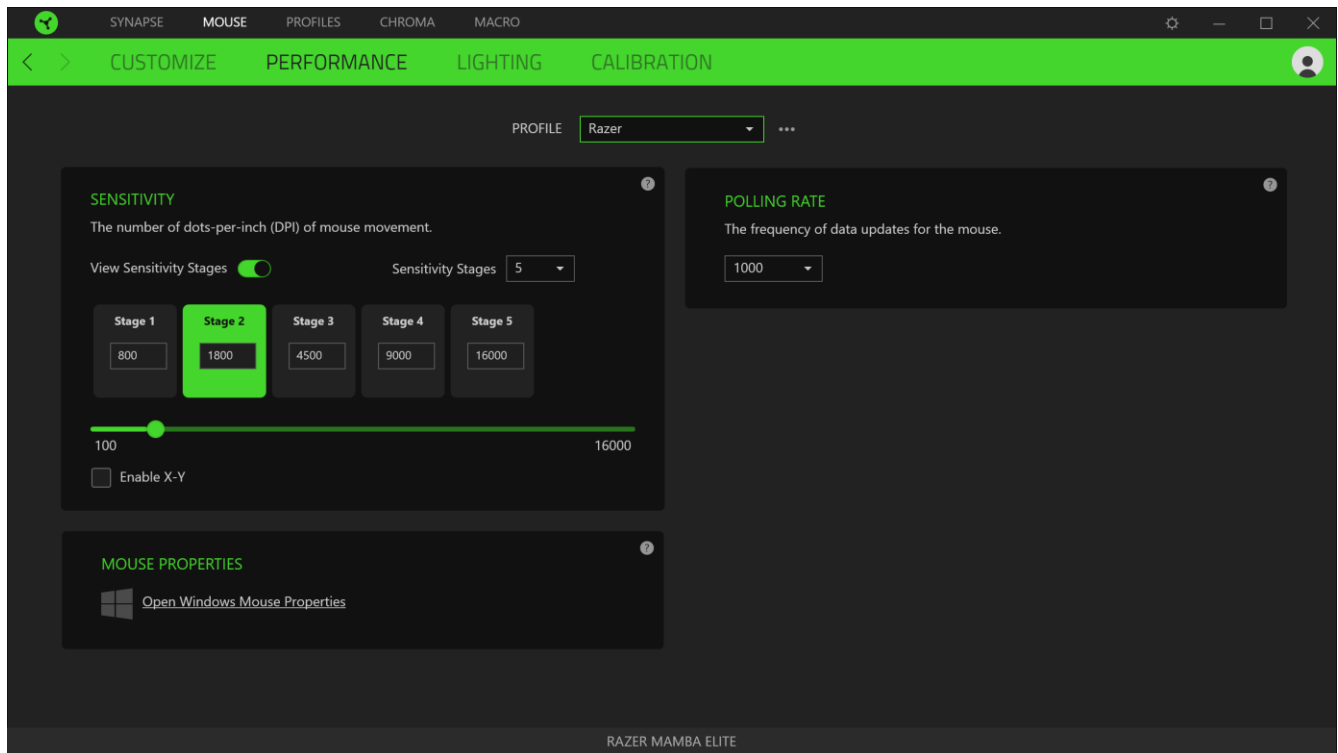 SYNAPSE MOUSE PROFILES CHROMA MACRO
CUSTOMIZE PERFORMANCE LIGHTING CALIBRATION
PROFILE Razer
SENSITIVITY
The number of dots-per-inch (DPI) of mouse movement.
View Sensitivity Stages Sensitivity Stages 5
Stage 1 Stage 2 Stage 3 Stage 4 Stage 5
800 1800 4500 9000 16000
100 16000
Enable X-Y
POLLING RATE
The frequency of data updates for the mouse.
1000
MOUSE PROPERTIES
Open Windows Mouse Properties
RAZER MAMBA ELITE